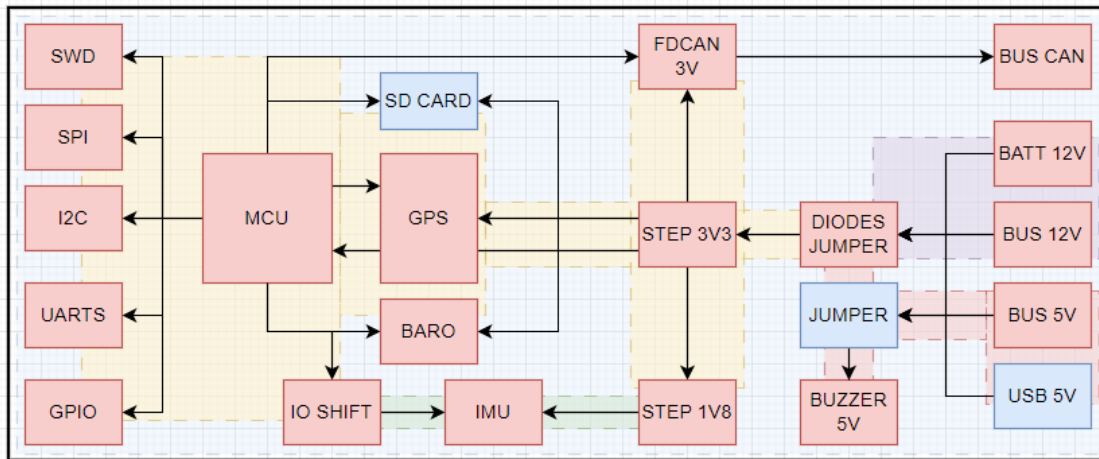 SWD
FDCAN
3V
BUS CAN
SD CARD
SPI
BATT 12V
MCU
GPS
I2C
STEP 3V3
DIODES
JUMPER
BUS 12V
UARTS
BARO
JUMPER
BUS 5V
GPIO
IO SHIFT
IMU
STEP 1V8
BUZZER
5V
USB 5V